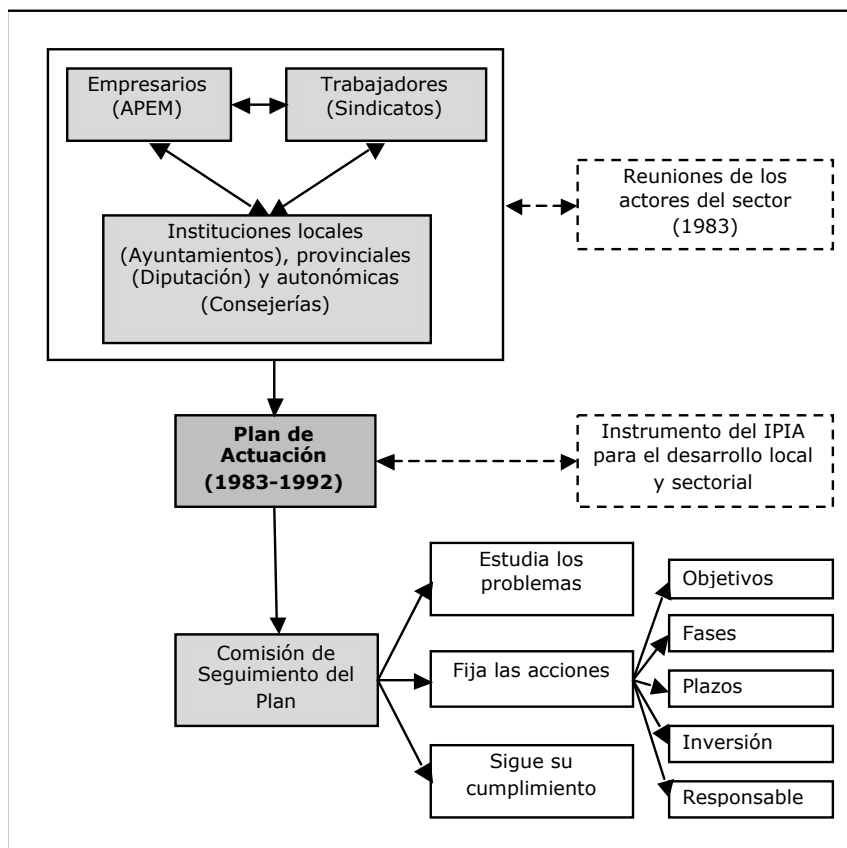 Empresarios
(APEM)
Trabajadores
(Sindicatos)
Instituciones locales
(Ayuntamientos), provinciales
(Diputación) y autonómicas
(Consejerías)
Reuniones de los
actores del sector
(1983)
Plan de
Actuación
(1983-1992)
Instrumento del IPIA
para el desarrollo local
y sectorial
Comisión de
Seguimiento del
Plan
Estudia los
problemas
Fija las acciones
Sigue su
cumplimiento
Objetivos
Fases
Plazos
Inversión
Responsable